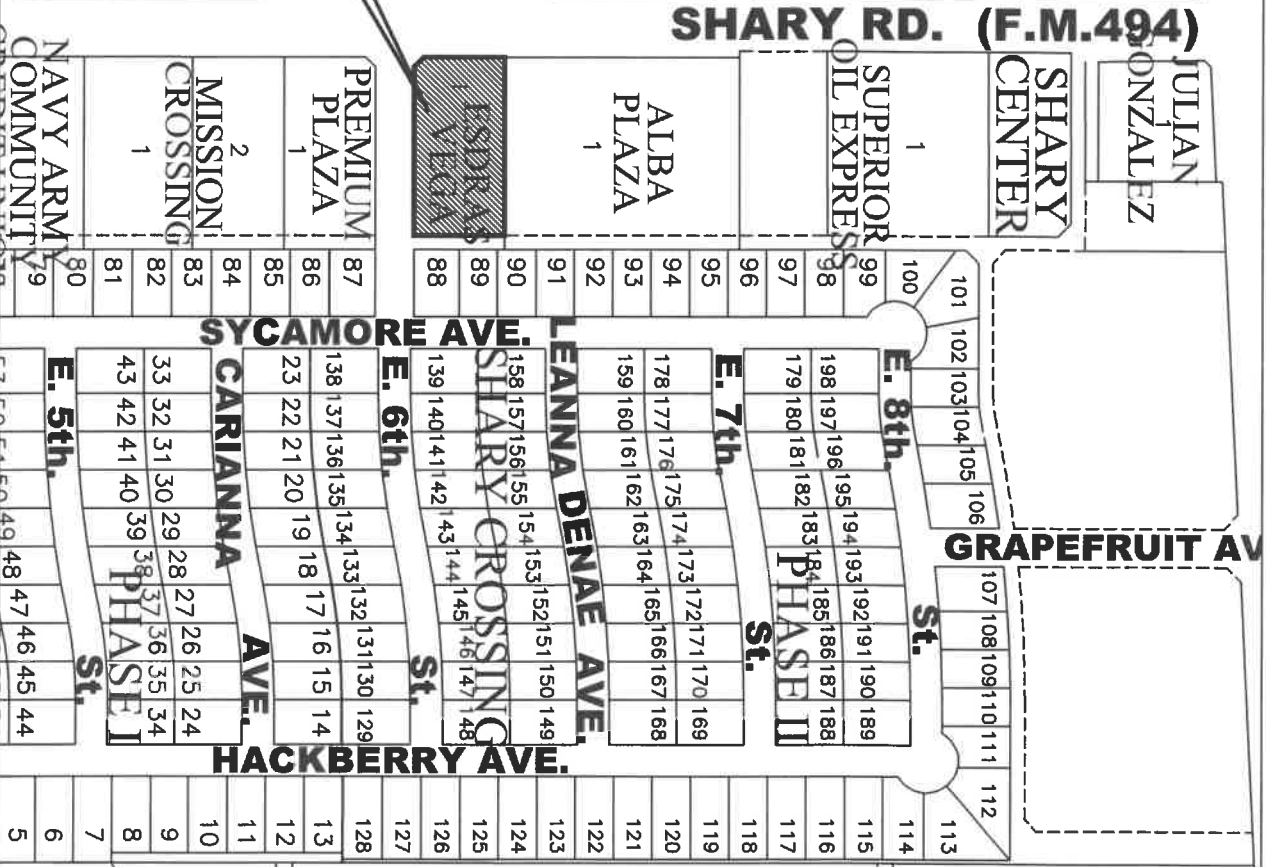 SHARY RD. (F.M.494)
JULIAN
GONZALEZ
1
SHARY
CENTER
1
SUPERIOR
OIL EXPRESS
ALBA
PLAZA
1
ESDRAS
VEGA
1
PREMIUM
PLAZA
1
2
MISSION
CROSSING
1
NAVY ARMY
COMMUNITY
79 80 81 82 83 84 85 86 87 88 89 90 91 92 93 94 95 96 97 98 99 100 101
102 103 104 105 106
SYCAMORE AVE.
E. 5th. St.
CARIANNA AVE.
E. 6th. St.
LEANNA DENAE AVE.
E. 7th. St.
E. 8th. St.
GRAPEFRUIT AV
107 108 109 110 111 112
198 197 196 195 194 193 192 191 190 189
179 180 181 182 183 184 185 186 187 188
178 177 176 175 174 173 172 171 170 169
159 160 161 162 163 164 165 166 167 168
158 157 156 155 154 153 152 151 150 149
139 140 141 142 143 144 145 146 147 148
138 137 136 135 134 133 132 131 130 129
23 22 21 20 19 18 17 16 15 14
33 32 31 30 29 28 27 26 25 24
43 42 41 40 39 38 37 36 35 34
49 48 47 46 45 44
SHARY CROSSING
PHASE I
PHASE II
HACKBERRY AVE.
5 6 7 8 9 10 11 12 13 128 127 126 125 124 123 122 121 120 119 118 117 116 115 114 113